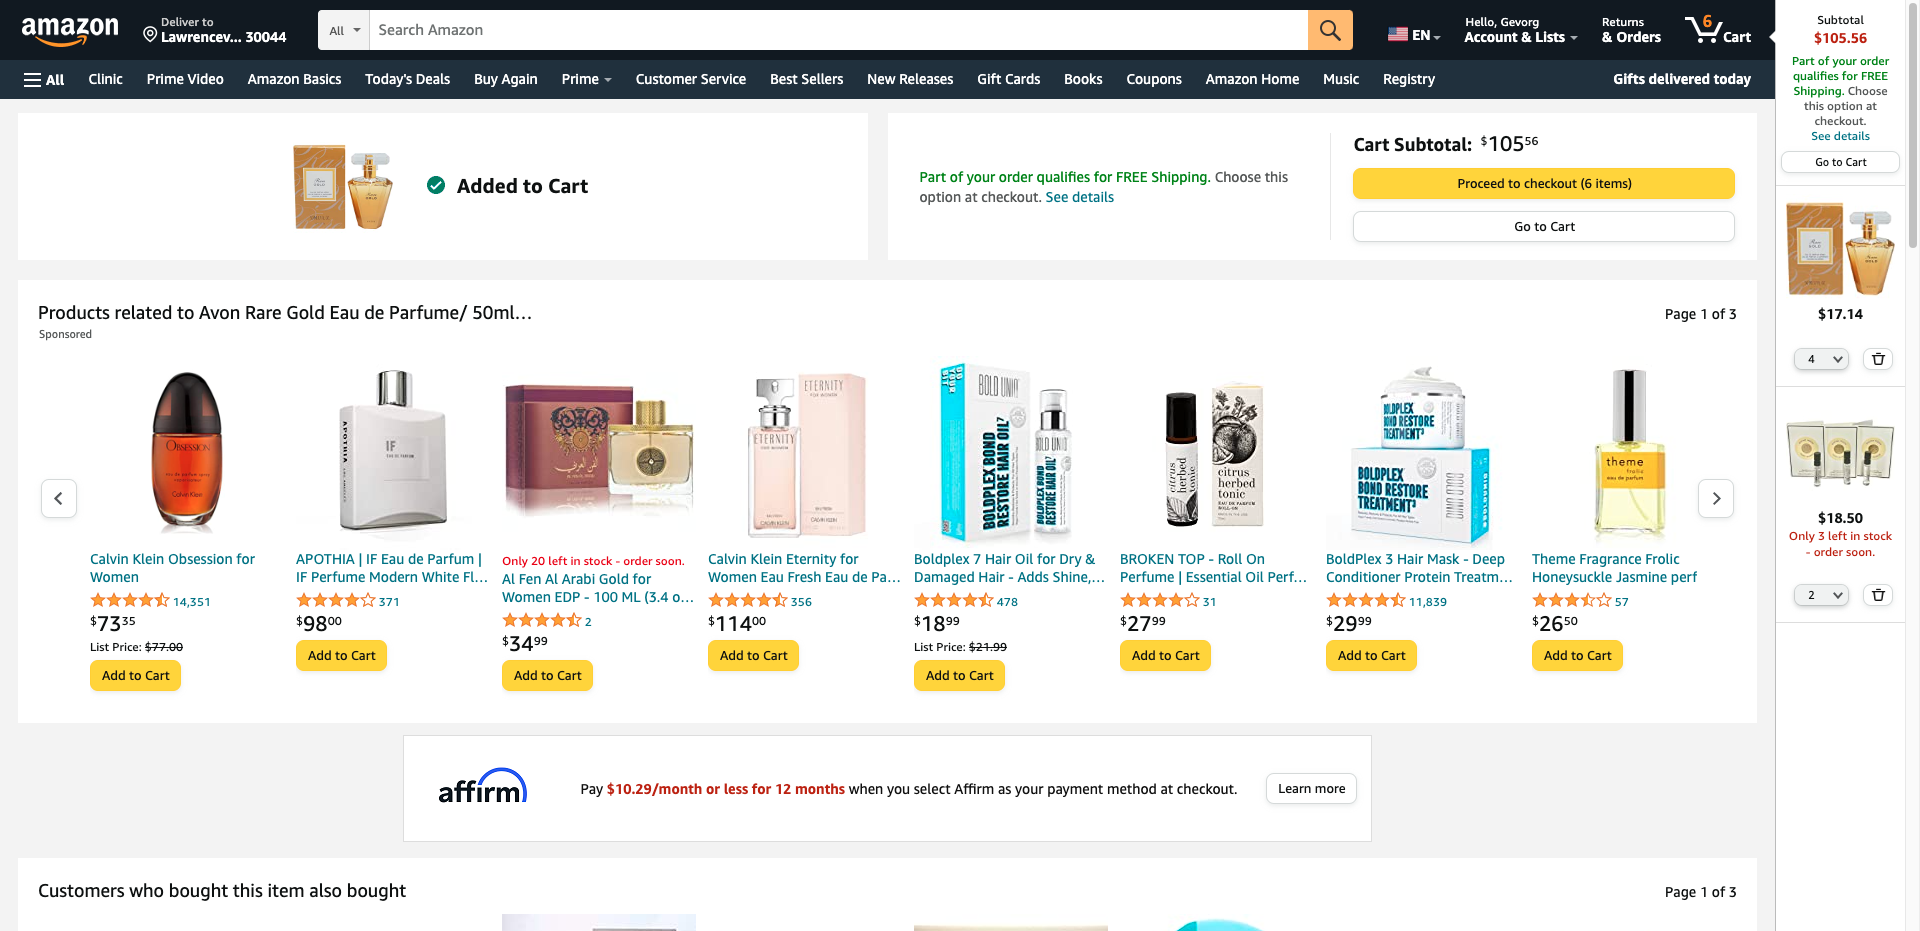 amazon
Deliver to
Lawrencev... 30044
All
Search Amazon
EN
Hello, Gevorg
Account & Lists
Returns
& Orders
6
Cart
All
Clinic
Prime Video
Amazon Basics
Today's Deals
Buy Again
Prime
Customer Service
Best Sellers
New Releases
Gift Cards
Books
Coupons
Amazon Home
Music
Registry
Gifts delivered today
Added to Cart
Part of your order qualifies for FREE Shipping. Choose this
option at checkout. See details
Cart Subtotal: $105.56
Proceed to checkout (6 items)
Go to Cart
Products related to Avon Rare Gold Eau de Parfume/ 50ml...
Sponsored
Page 1 of 3
Calvin Klein Obsession for
Women
14,351
$73.35
List Price: $77.00
Add to Cart
APOTHIA | IF Eau de Parfum |
IF Perfume Modern White Fl...
371
$98.00
Add to Cart
Only 20 left in stock - order soon.
Al Fen Al Arabi Gold for
Women EDP - 100 ML (3.4 o...
2
$34.99
Add to Cart
Calvin Klein Eternity for
Women Eau Fresh Eau de Pa...
356
$114.00
Add to Cart
Boldplex 7 Hair Oil for Dry &
Damaged Hair - Adds Shine,...
478
$18.99
List Price: $21.99
Add to Cart
BROKEN TOP - Roll On
Perfume | Essential Oil Perf...
31
$27.99
Add to Cart
BoldPlex 3 Hair Mask - Deep
Conditioner Protein Treatm...
11,839
$29.99
Add to Cart
Theme Fragrance Frolic
Honeysuckle Jasmine perf
57
$26.50
Add to Cart
affirm
Pay $10.29/month or less for 12 months when you select Affirm as your payment method at checkout.
Learn more
Customers who bought this item also bought
Page 1 of 3
Subtotal
$105.56
Part of your order
qualifies for FREE
Shipping. Choose
this option at
checkout.
See details
Go to Cart
$17.14
4
$18.50
Only 3 left in stock
- order soon.
2